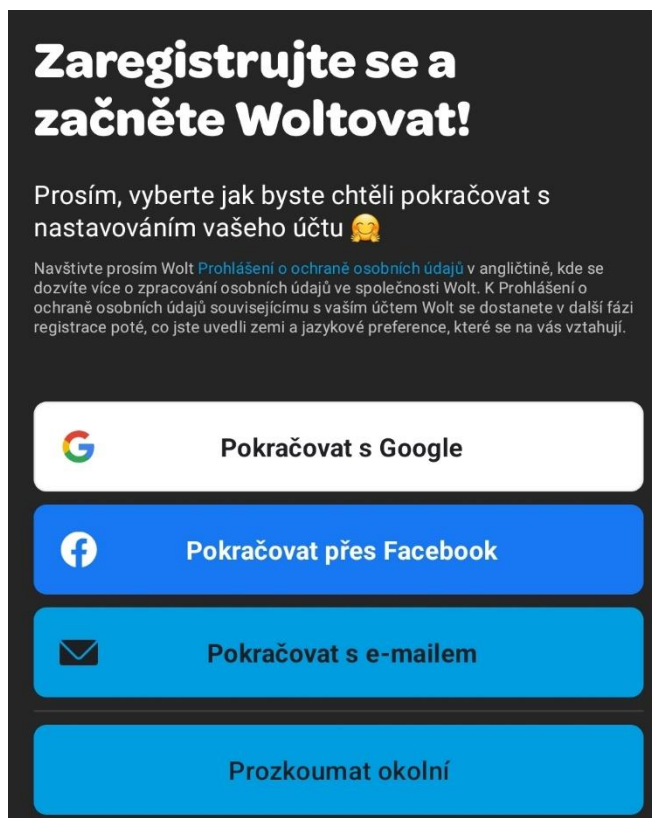 Zaregistrujte se a
začněte Woltovat!
Prosím, vyberte jak byste chtěli pokračovat s
nastavováním vašeho účtu 🤗
Navštivte prosím Wolt Prohlášení o ochraně osobních údajů v angličtině, kde se
dozvíte více o zpracování osobních údajů ve společnosti Wolt. K Prohlášení o
ochraně osobních údajů souvisejícímu s vaším účtem Wolt se dostanete v další fázi
registrace poté, co jste uvedli zemi a jazykové preference, které se na vás vztahují.
Pokračovat s Google
Pokračovat přes Facebook
Pokračovat s e-mailem
Prozkoumat okolní